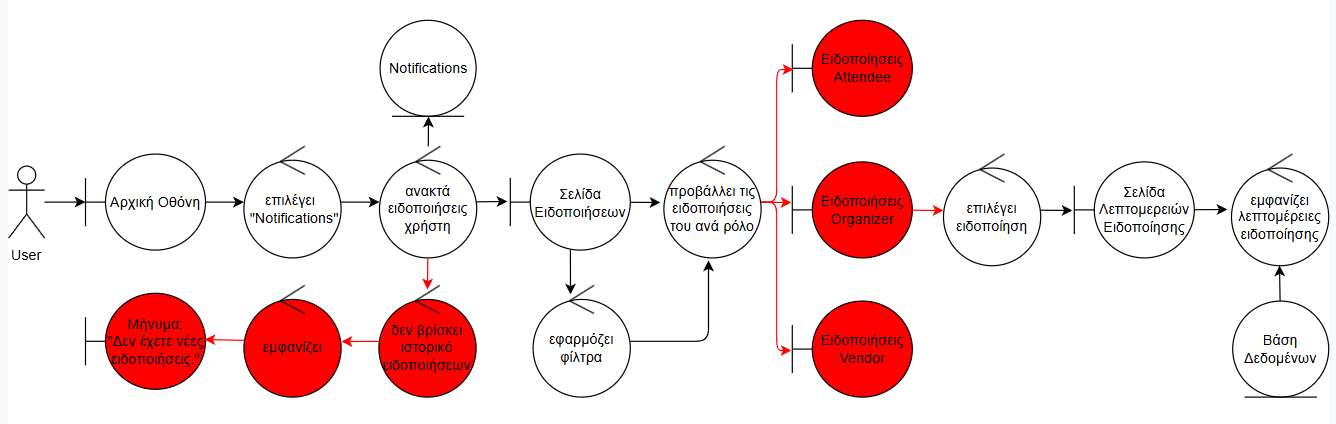 Notifications
Ειδοποιήσεις
Attendee
User
Αρχική Οθόνη
επιλέγει
"Notifications"
ανακτά
ειδοποιήσεις
χρήστη
Σελίδα
Ειδοποιήσεων
προβάλλει τις
ειδοποιήσεις
του ανά ρόλο
Ειδοποιήσεις
Organizer
επιλέγει
ειδοποίηση
Σελίδα
Λεπτομερειών
Ειδοποίησης
εμφανίζει
λεπτομέρειες
ειδοποίησης
Μήνυμα:
"Δεν έχετε νέες
ειδοποιήσεις."
εμφανίζει
δεν βρίσκει
ιστορικό
ειδοποιήσεων
εφαρμόζει
φίλτρα
Ειδοποιήσεις
Vendor
Βάση
Δεδομένων